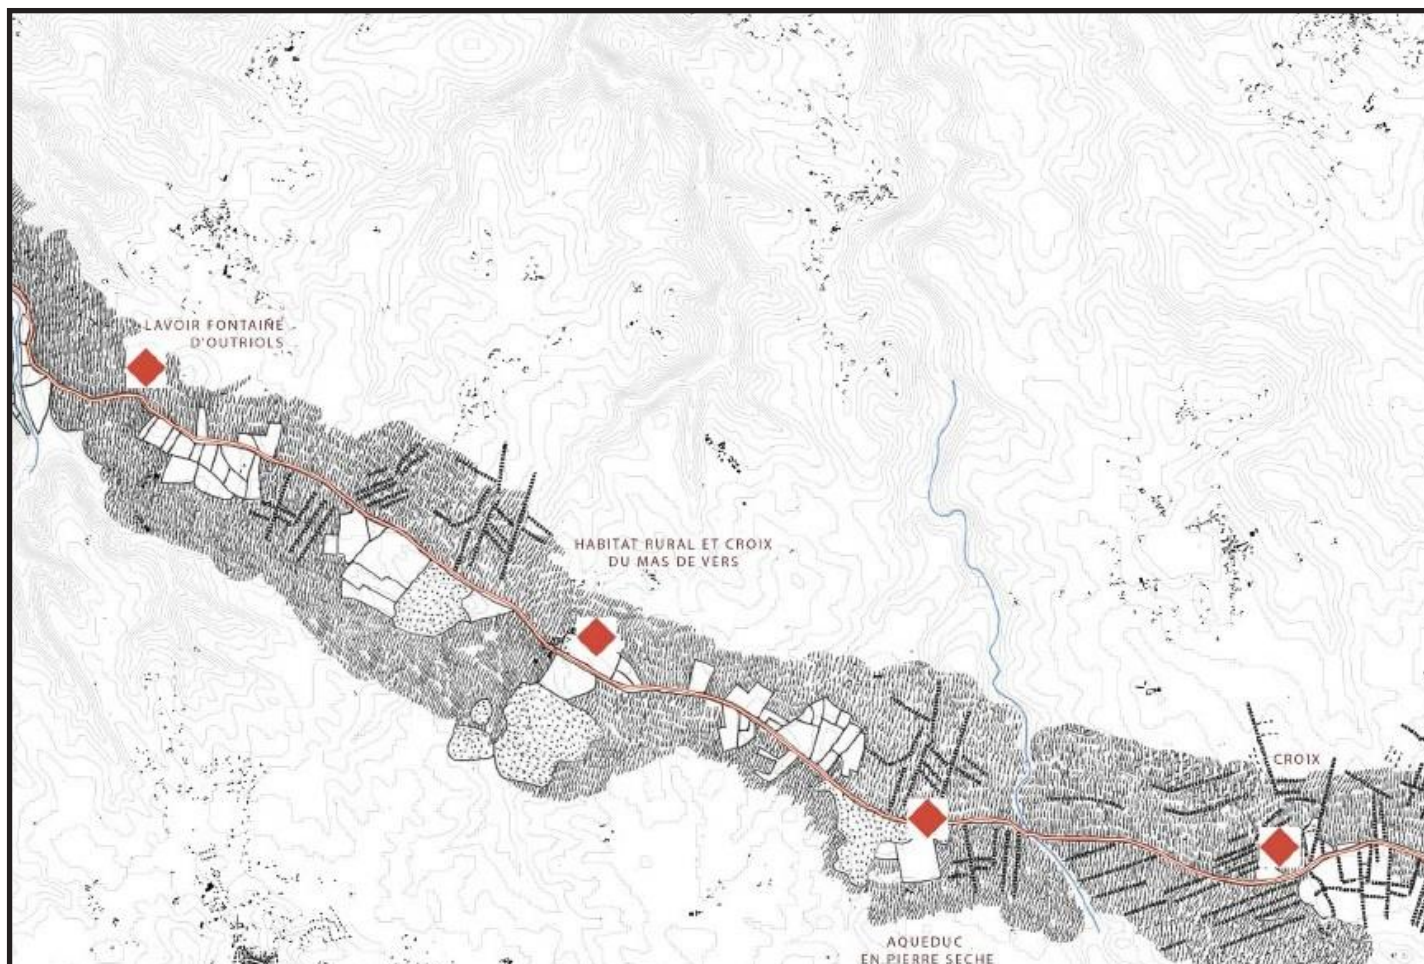 LAVOIR FONTAINE
D'OUTRIOLS
HABITAT RURAL ET CROIX
DU MAS DE VERS
CROIX
AQUEDUC
EN PIERRE SECHE